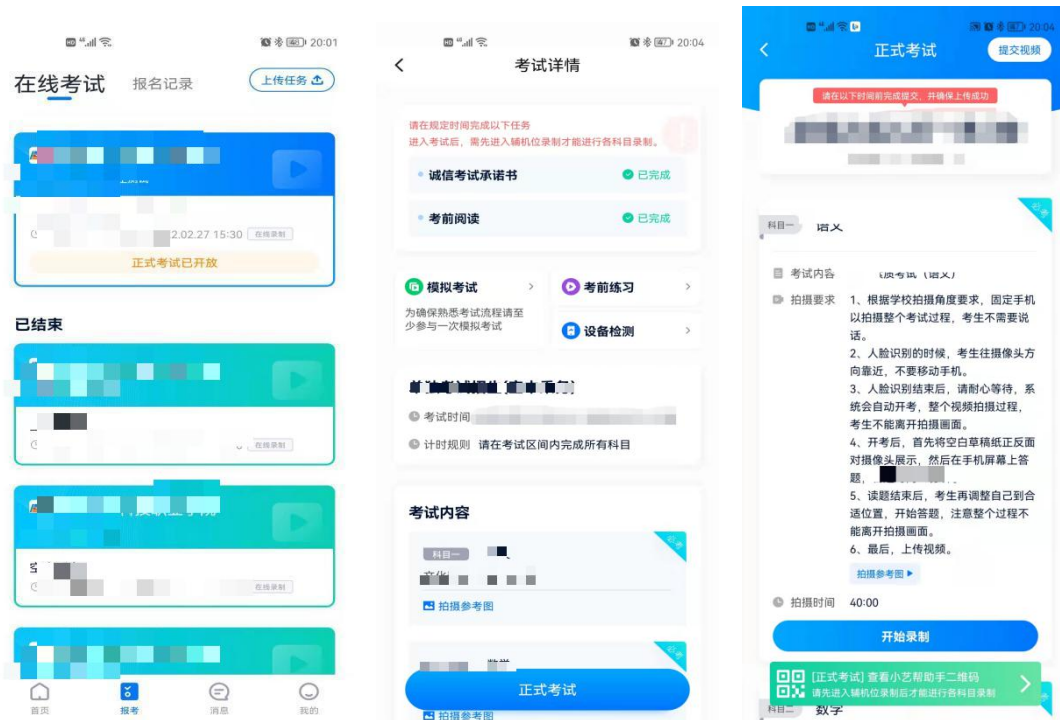 20:01
在线考试
报名记录
上传任务
2.02.27 15:30
在线录制
正式考试已开放
已结束
在线录制
在线录制
首页
报考
消息
我的
20:04
考试详情
请在规定时间完成以下任务
进入考试后，需先进入辅机位录制才能进行各科目录制。
诚信考试承诺书
已完成
考前阅读
已完成
模拟考试
为确保熟悉考试流程请至
少参与一次模拟考试
考前练习
设备检测
考试时间
计时规则 请在考试区间内完成所有科目
考试内容
必考
科目一
拍摄参考图
必考
正式考试
拍摄参考图
20:04
正式考试
提交视频
请在以下时间前完成提交，并确保上传成功
必考
科目一
语文
考试内容
质考试（语文）
拍摄要求
1、根据学校拍摄角度要求，固定手机
以拍摄整个考试过程，考生不需要说
话。
2、人脸识别的时候，考生往摄像头方
向靠近，不要移动手机。
3、人脸识别结束后，请耐心等待，系
统会自动开考，整个视频拍摄过程，
考生不能离开拍摄画面。
4、开考后，首先将空白草稿纸正反面
对摄像头展示，然后在手机屏幕上答
题，
5、读题结束后，考生再调整自己到合
适位置，开始答题，注意整个过程不
能离开拍摄画面。
6、最后，上传视频。
拍摄参考图
拍摄时间 40:00
开始录制
[正式考试] 查看小艺帮助手二维码
请先进入辅机位录制后才能进行各科目录制
科目二
数学